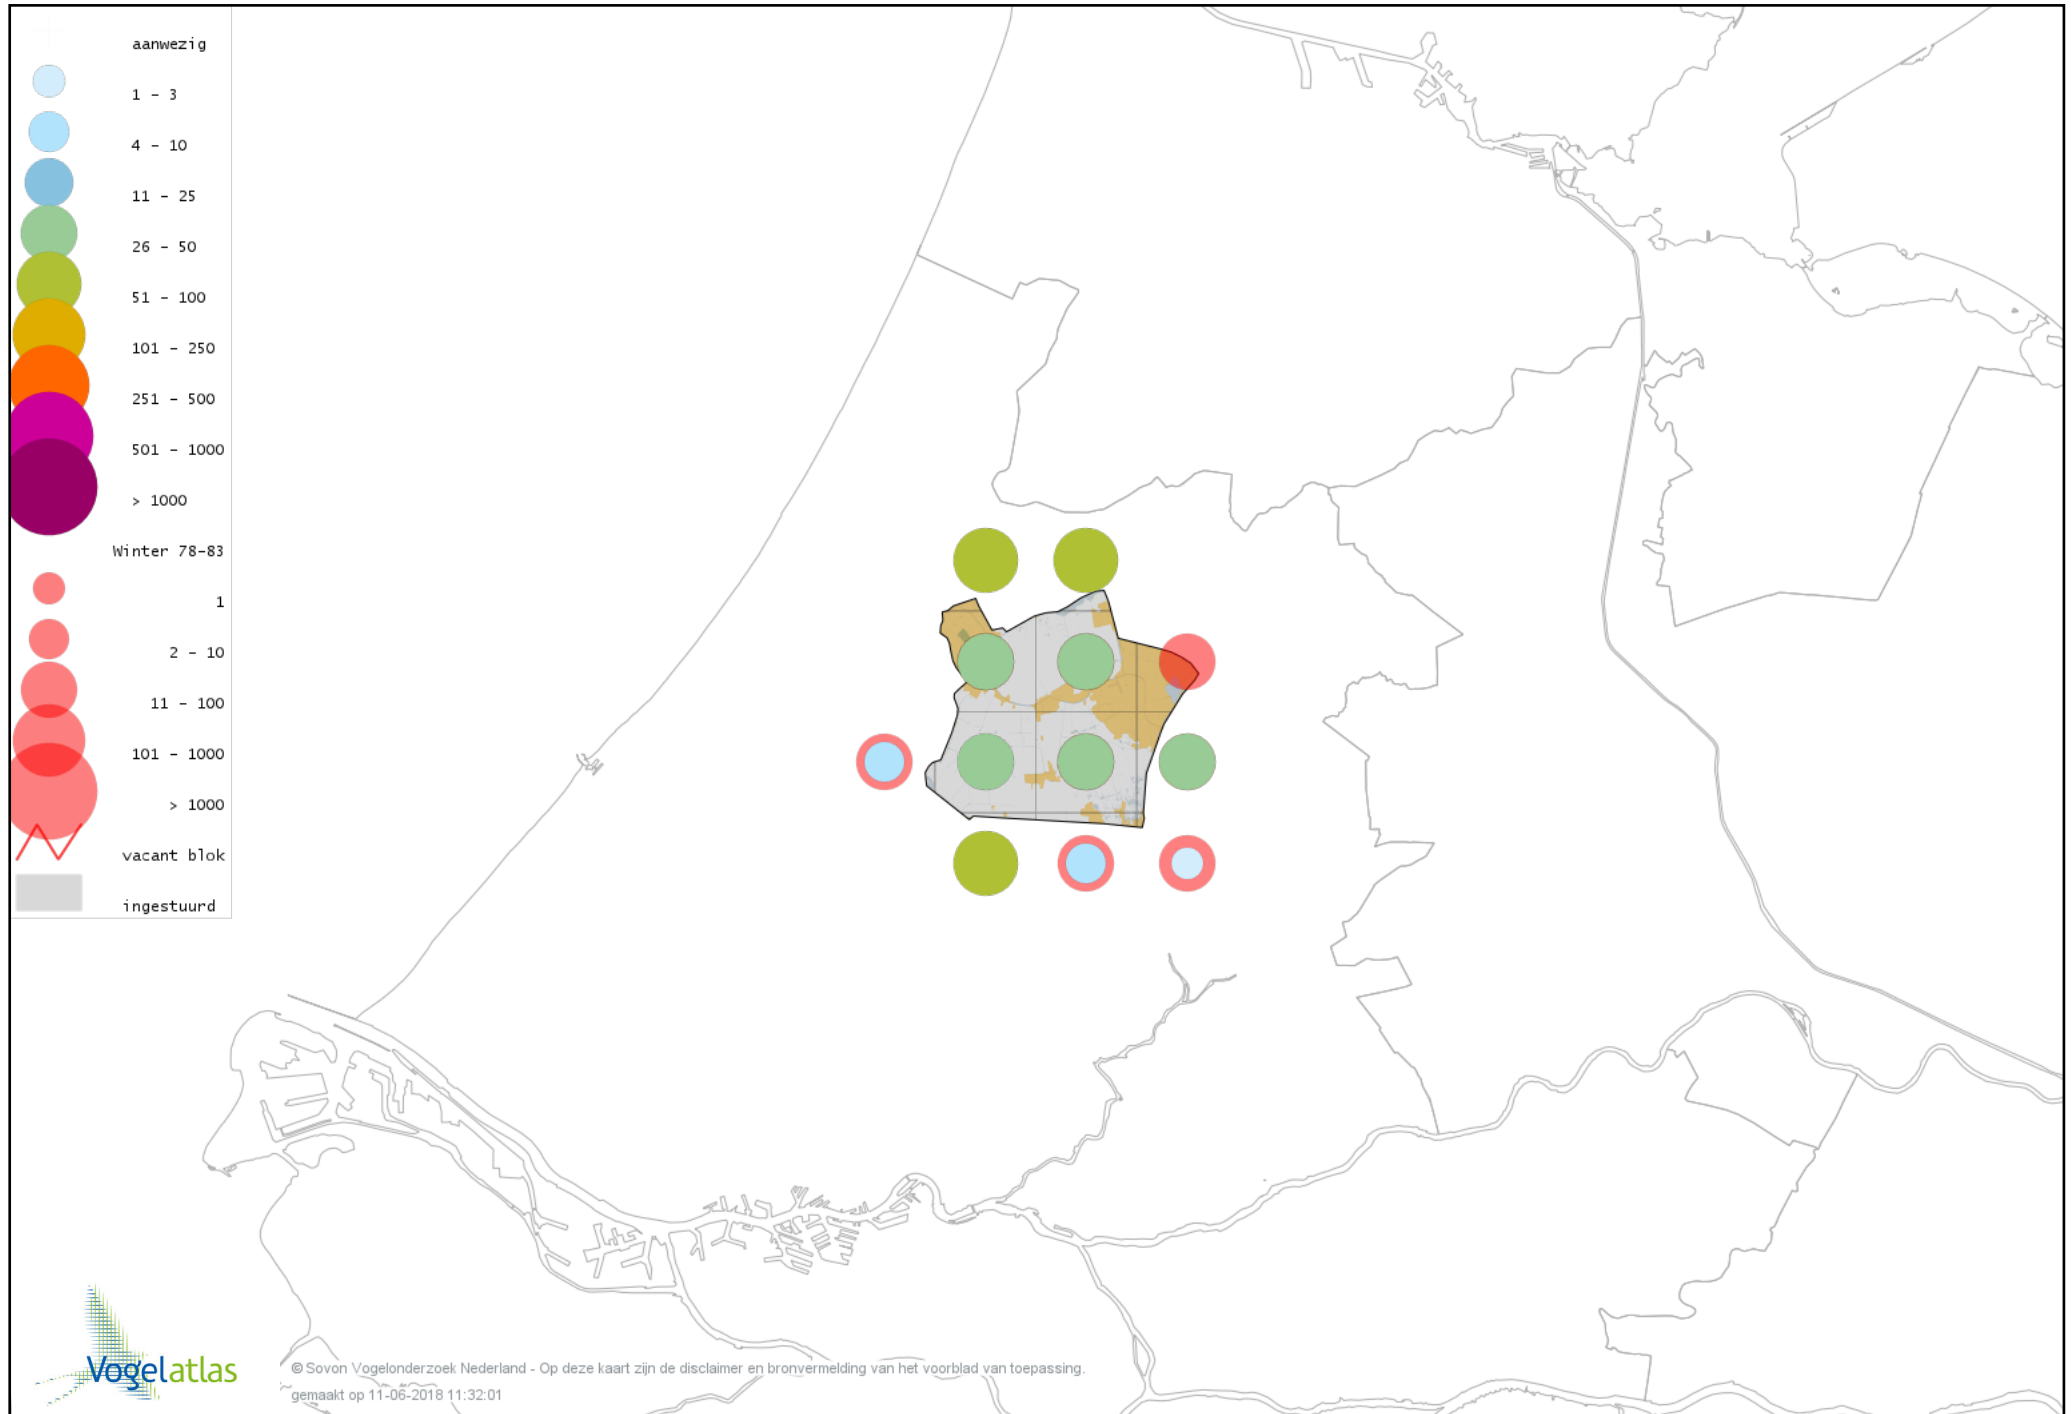 aanwezig
1 - 3
4 - 10
11 - 25
26 - 50
51 - 100
101 - 250
251 - 500
501 - 1000
> 1000
Winter 78-83
1
2 - 10
11 - 100
101 - 1000
> 1000
vacant blok
ingestuurd
Vogelatlas
© Sovon Vogelonderzoek Nederland - Op deze kaart zijn de disclaimer en bronvermelding van het voorblad van toepassing.
gemaakt op 11-06-2018 11:32:01